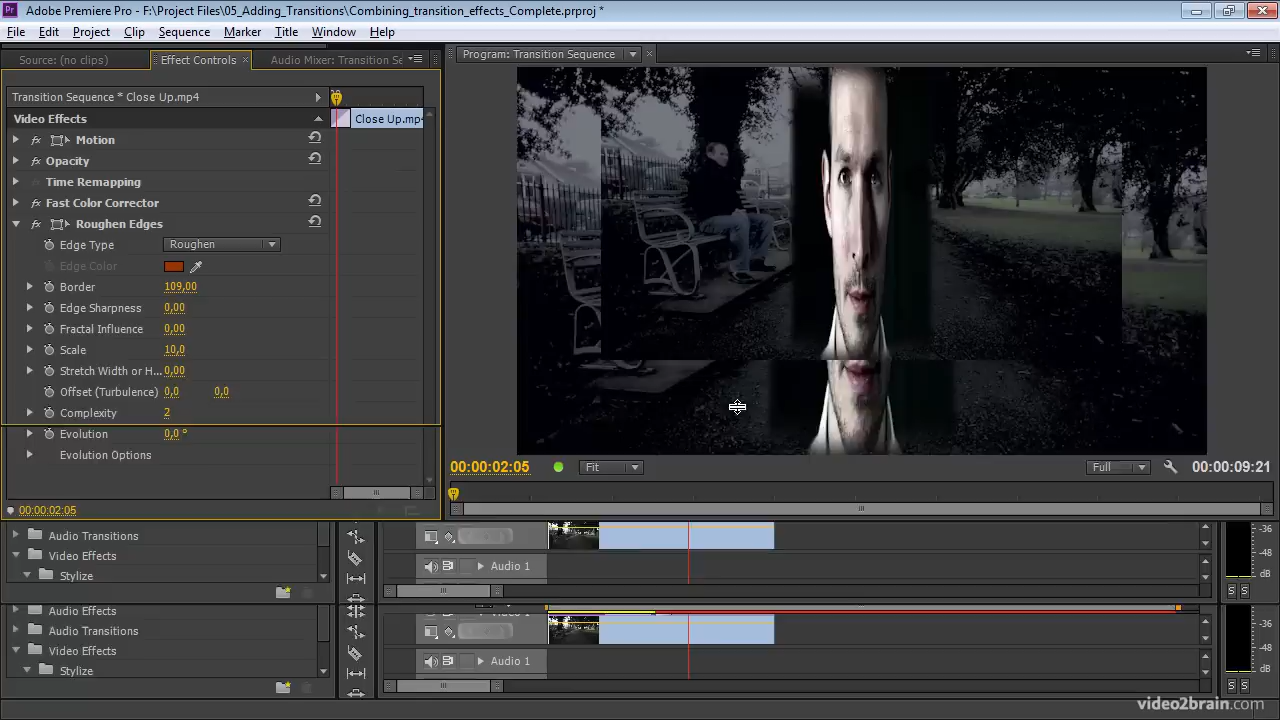 Adobe Premiere Pro - F:\Project Files\05_Adding_Transitions\Combining_transition_effects_Complete.prproj *
File Edit Project Clip Sequence Marker Title Window Help
Source: (no clips) Effect Controls Audio Mixer: Transition Se
Program: Transition Sequence
Transition Sequence * Close Up.mp4
Video Effects
Close Up.mp
Motion
Opacity
Time Remapping
Fast Color Corrector
Roughen Edges
Edge Type Roughen
Edge Color
Border 109,00
Edge Sharpness 0,00
Fractal Influence 0,00
Scale 10,0
Stretch Width or H... 0,00
Offset (Turbulence) 0,0 0,0
Complexity 2
Evolution 0,0 °
Evolution Options
00:00:02:05
00:00:02:05 Fit Full 00:00:09:21
Audio Transitions
Video Effects
Stylize
Audio 1
-36
-48
dB
S S
Audio Effects
Audio Transitions
Video Effects
Stylize
Audio 1
-36
-48
dB
S S
video2brain.com